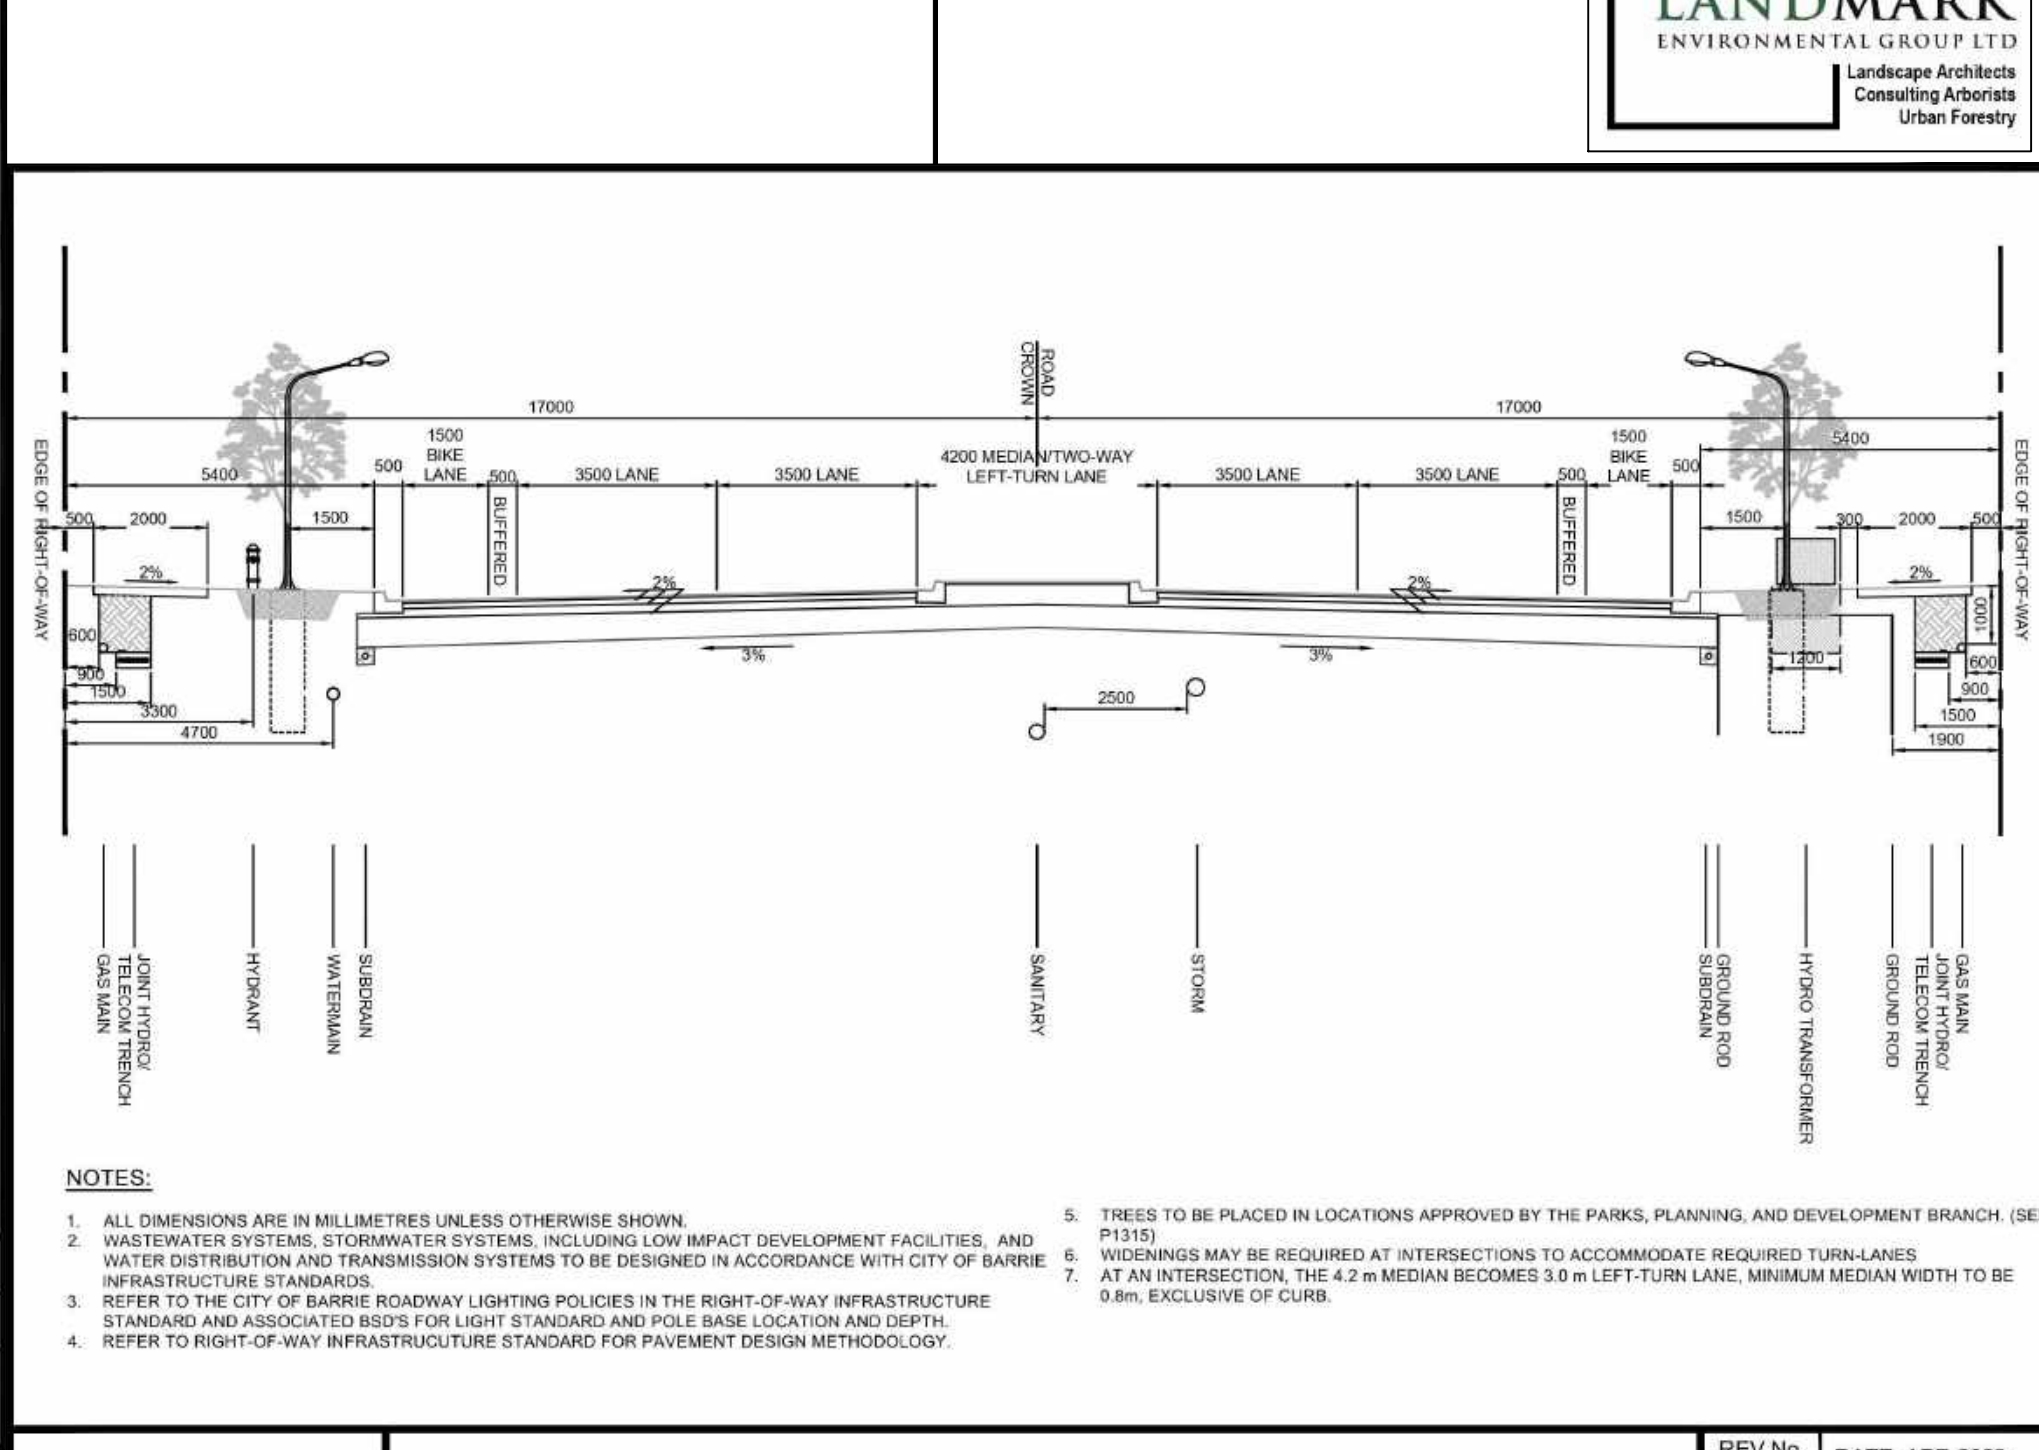 LANDMARK
ENVIRONMENTAL GROUP LTD
Landscape Architects
Consulting Arborists
Urban Forestry
ROAD
CROWN
17000
17000
EDGE OF RIGHT-OF-WAY
5400
500
1500
BIKE
LANE
500
BUFFERED
3500 LANE
3500 LANE
4200 MEDIAN/TWO-WAY
LEFT-TURN LANE
3500 LANE
3500 LANE
500
BUFFERED
1500
BIKE
LANE
500
5400
EDGE OF RIGHT-OF-WAY
500
2000
1500
1500
300
2000
500
2%
2%
2%
2%
600
900
1500
3300
4700
3%
3%
2500
1200
1000
600
900
1500
1900
GAS MAIN
JOINT HYDRO/
TELECOM TRENCH
HYDRANT
WATERMAIN
SUBDRAIN
SANITARY
STORM
SUBDRAIN
GROUND ROD
HYDRO TRANSFORMER
GROUND ROD
JOINT HYDRO/
TELECOM TRENCH
GAS MAIN
NOTES:
1. ALL DIMENSIONS ARE IN MILLIMETRES UNLESS OTHERWISE SHOWN.
2. WASTEWATER SYSTEMS, STORMWATER SYSTEMS, INCLUDING LOW IMPACT DEVELOPMENT FACILITIES, AND
WATER DISTRIBUTION AND TRANSMISSION SYSTEMS TO BE DESIGNED IN ACCORDANCE WITH CITY OF BARRIE
INFRASTRUCTURE STANDARDS.
3. REFER TO THE CITY OF BARRIE ROADWAY LIGHTING POLICIES IN THE RIGHT-OF-WAY INFRASTRUCTURE
STANDARD AND ASSOCIATED BSD'S FOR LIGHT STANDARD AND POLE BASE LOCATION AND DEPTH.
4. REFER TO RIGHT-OF-WAY INFRASTRUCUTURE STANDARD FOR PAVEMENT DESIGN METHODOLOGY.
5. TREES TO BE PLACED IN LOCATIONS APPROVED BY THE PARKS, PLANNING, AND DEVELOPMENT BRANCH. (SE
P1315)
6. WIDENINGS MAY BE REQUIRED AT INTERSECTIONS TO ACCOMMODATE REQUIRED TURN-LANES
7. AT AN INTERSECTION, THE 4.2 m MEDIAN BECOMES 3.0 m LEFT-TURN LANE, MINIMUM MEDIAN WIDTH TO BE
0.8m, EXCLUSIVE OF CURB.
REV No